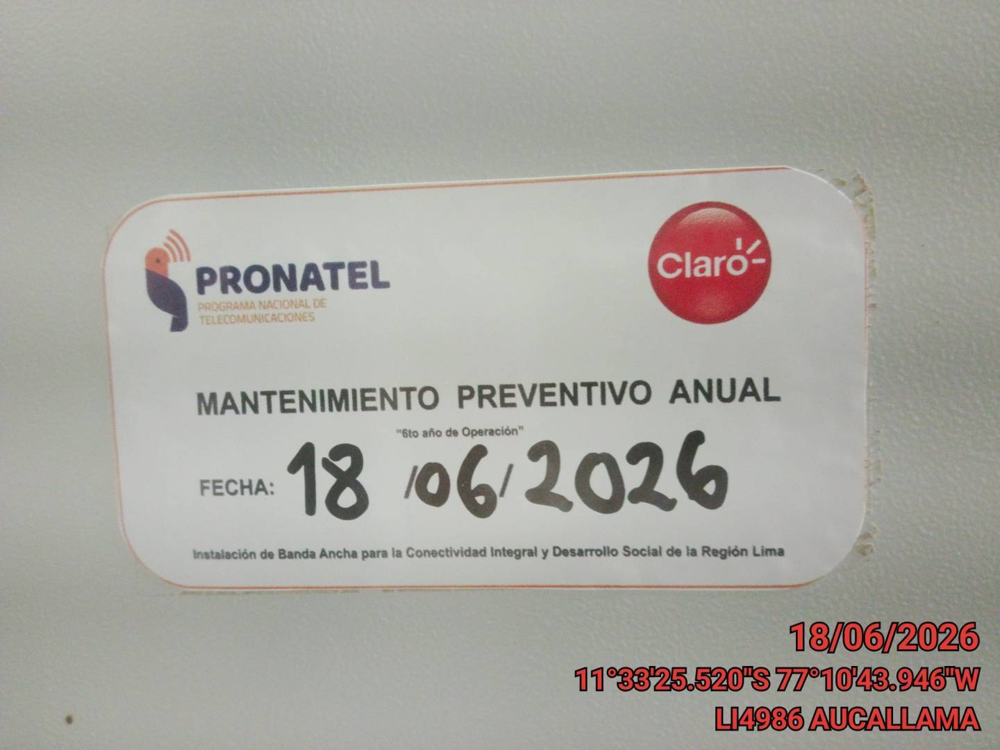 PRONATEL
PROGRAMA NACIONAL DE
TELECOMUNICACIONES
Claro
MANTENIMIENTO PREVENTIVO ANUAL
"6to año de Operación"
FECHA: 18 /06/ 2026
Instalación de Banda Ancha para la Conectividad Integral y Desarrollo Social de la Región Lima
18/06/2026
11°33'25.520"S 77°10'43.946"W
LI4986 AUCALLAMA